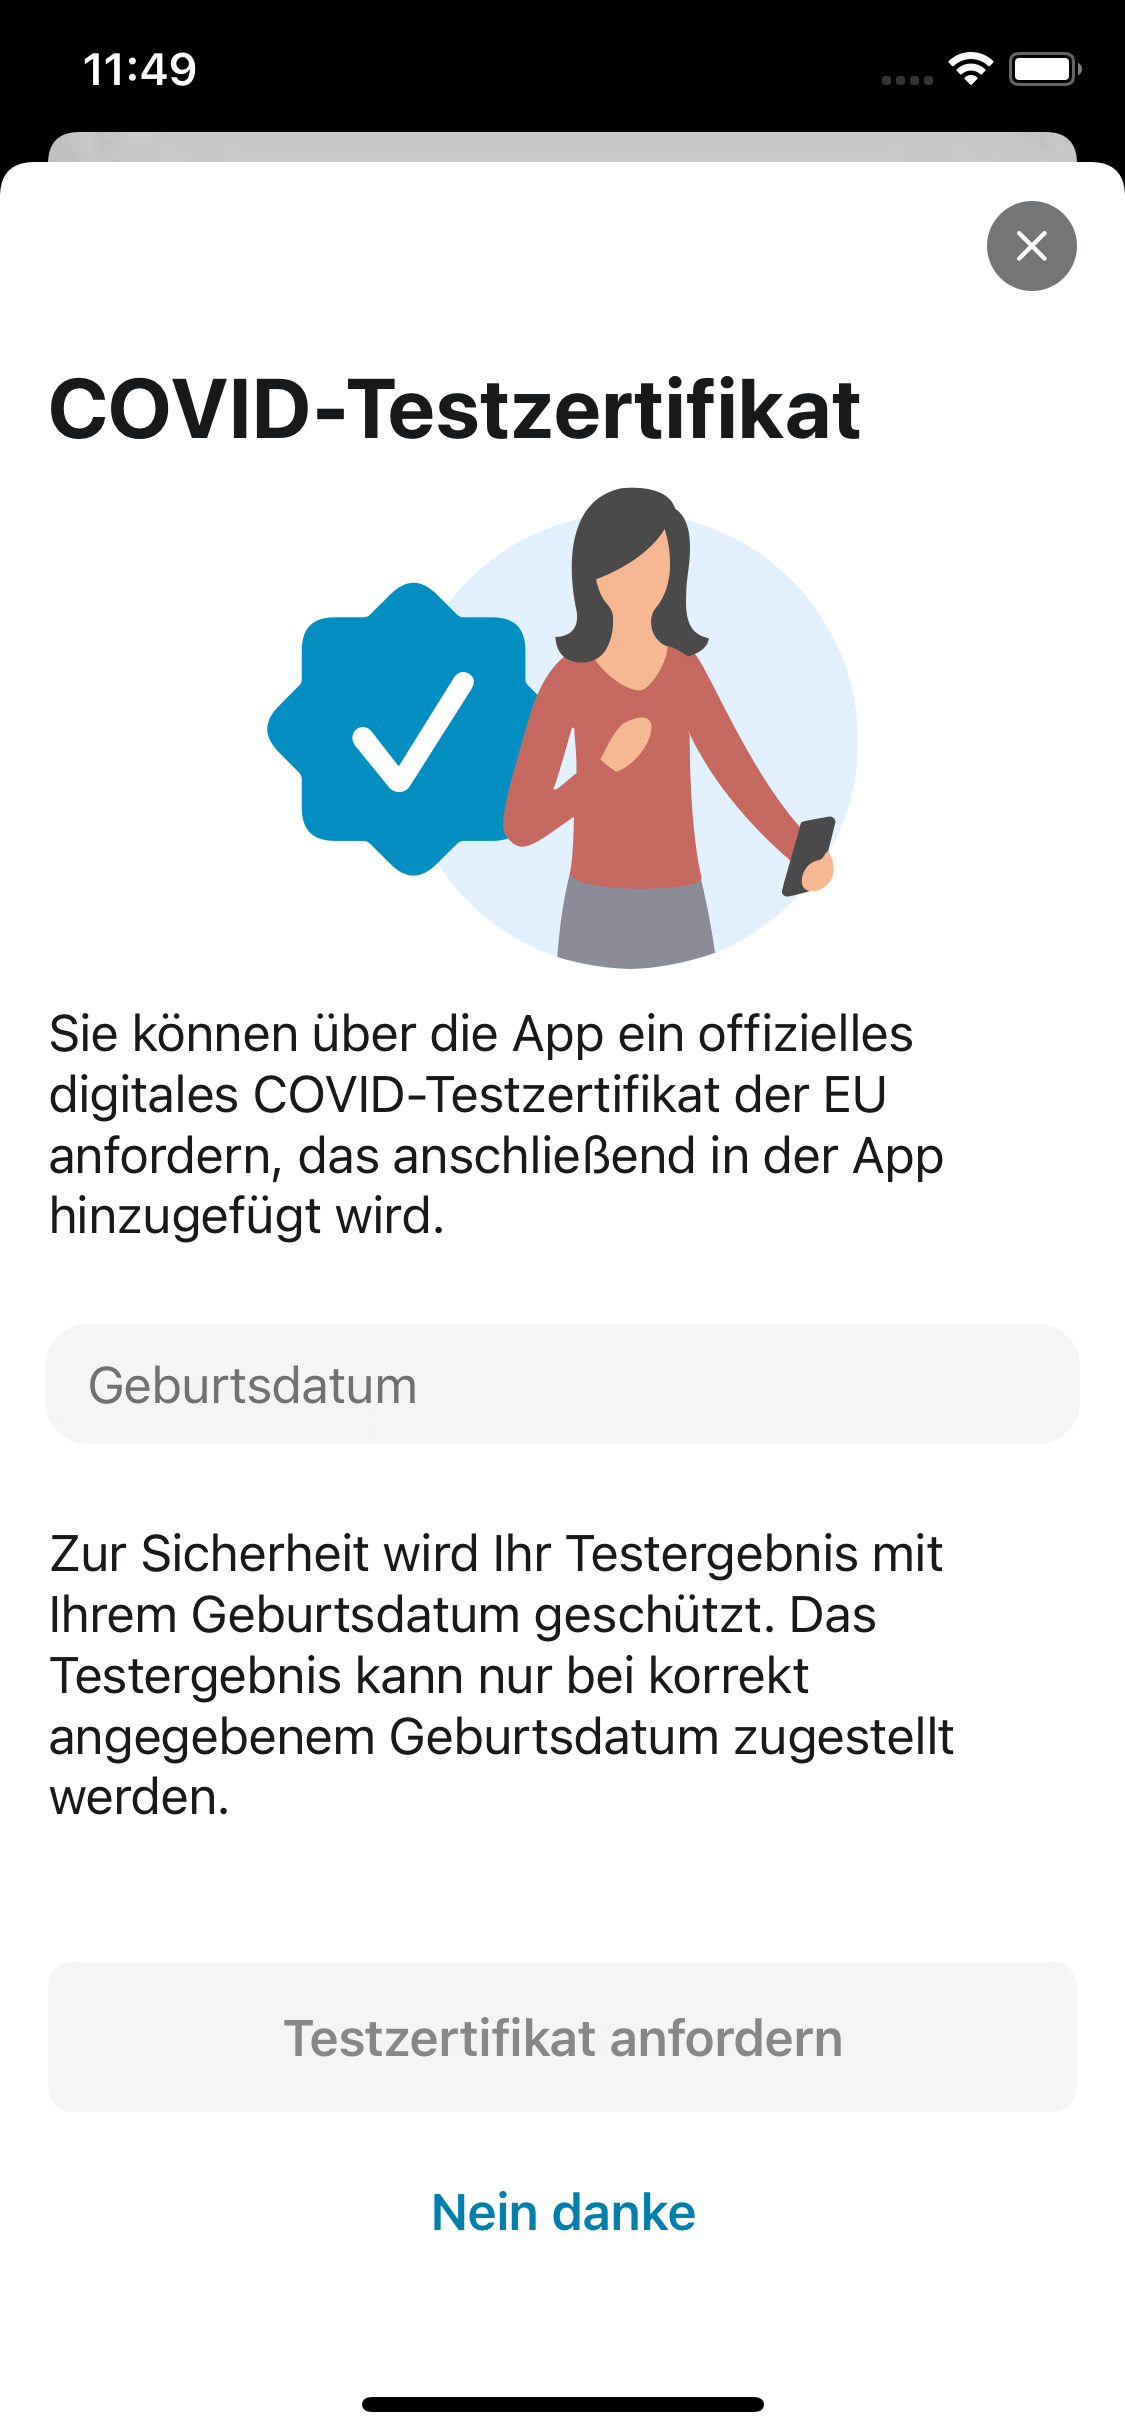 11:49
COVID-Testzertifikat
Sie können über die App ein offizielles
digitales COVID-Testzertifikat der EU
anfordern, das anschließend in der App
hinzugefügt wird.
Geburtsdatum
Zur Sicherheit wird Ihr Testergebnis mit
Ihrem Geburtsdatum geschützt. Das
Testergebnis kann nur bei korrekt
angegebenem Geburtsdatum zugestellt
werden.
Testzertifikat anfordern
Nein danke